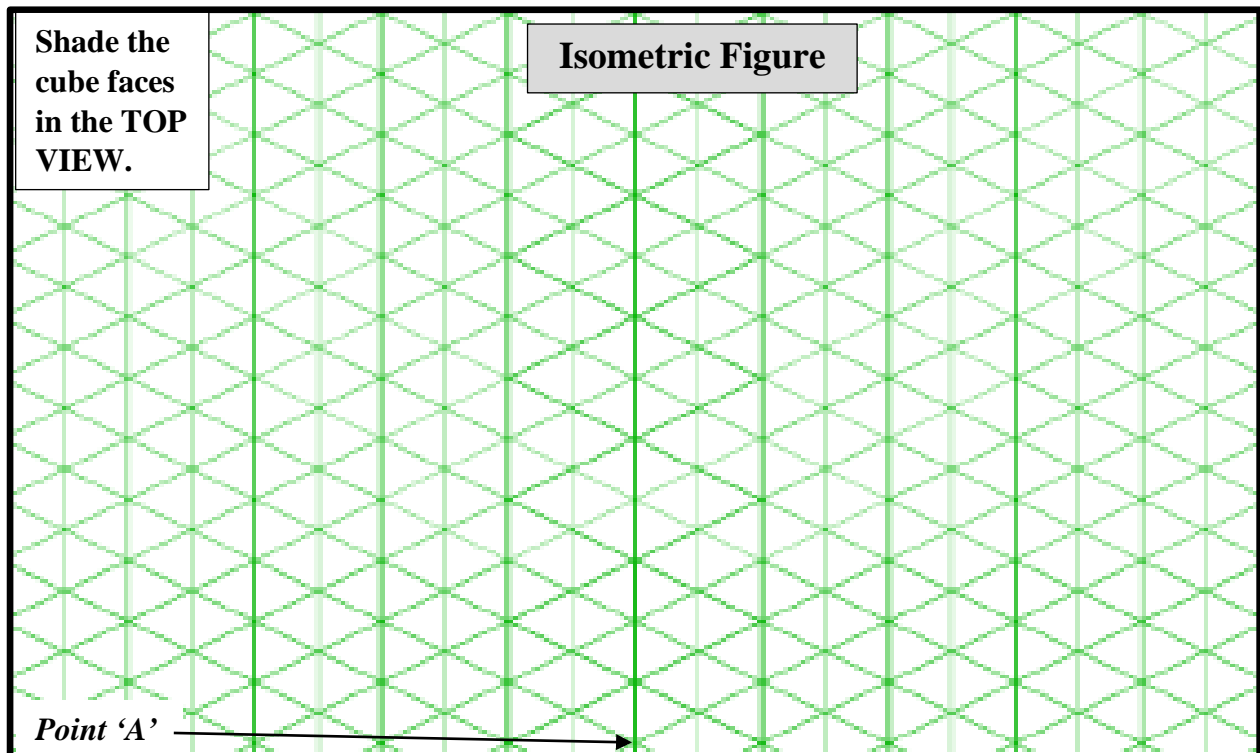 Shade the
cube faces
in the TOP
VIEW.
Isometric Figure
Point ‘A’